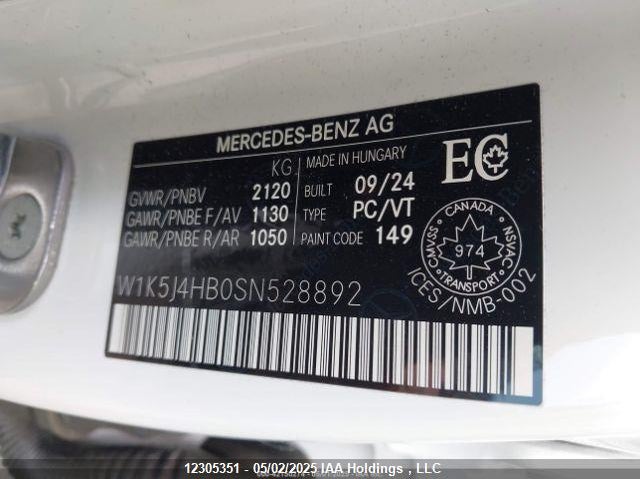 MERCEDES-BENZ AG
KG MADE IN HUNGARY
GVWR/PNBV 2120 BUILT 09/24
GAWR/PNBE F/AV 1130 TYPE PC/VT
GAWR/PNBE R/AR 1050 PAINT CODE 149
EC
CANADA
CMVSS 974 NSVAC
TRANSPORT
ICES/NMB-002
W1K5J4HB0SN528892
12305351 - 05/02/2025 IAA Holdings , LLC